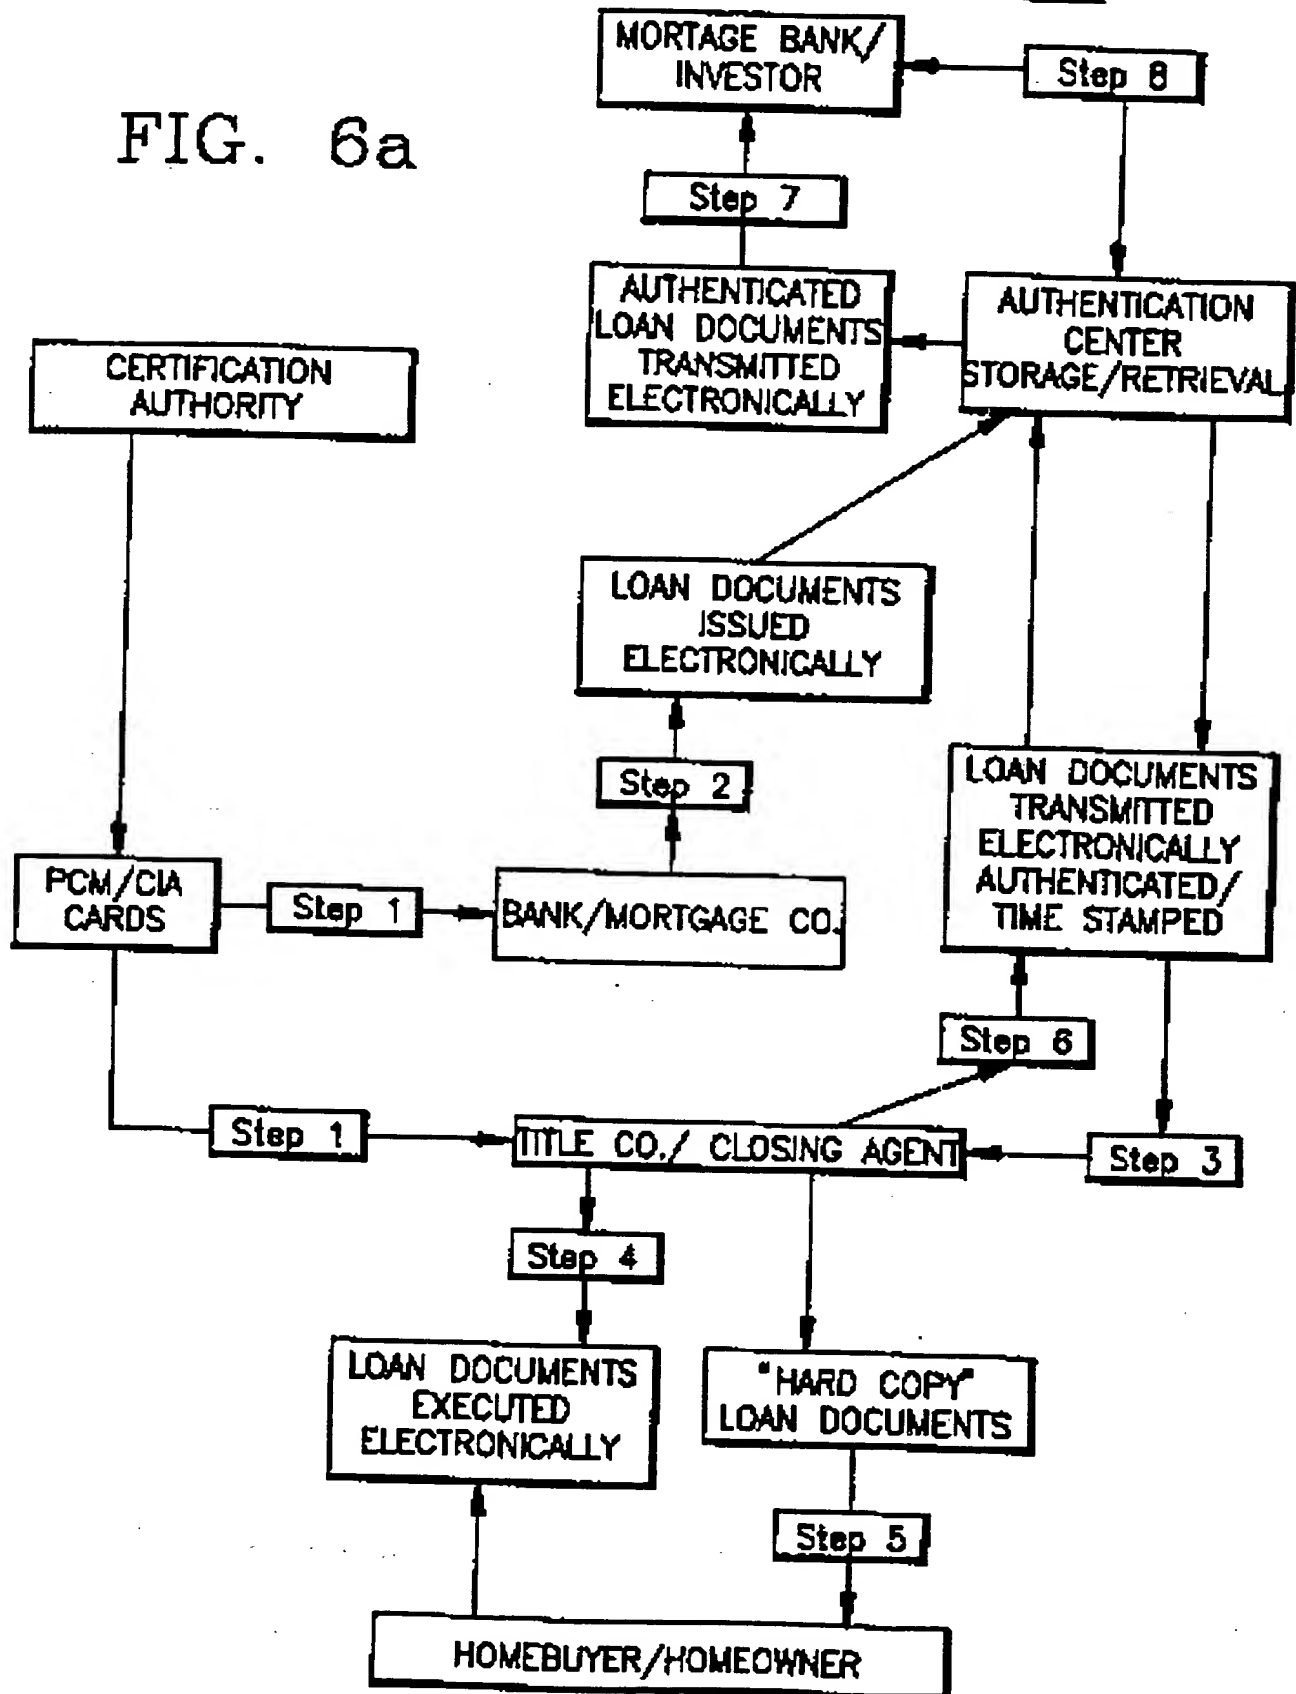 MORTAGE BANK/
INVESTOR
Step 8
FIG. 6a
Step 7
AUTHENTICATED
LOAN DOCUMENTS
TRANSMITTED
ELECTRONICALLY
AUTHENTICATION
CENTER
STORAGE/RETRIEVAL
CERTIFICATION
AUTHORITY
LOAN DOCUMENTS
ISSUED
ELECTRONICALLY
Step 2
LOAN DOCUMENTS
TRANSMITTED
ELECTRONICALLY
AUTHENTICATED/
TIME STAMPED
PCM/CIA
CARDS
Step 1
BANK/MORTGAGE CO.
Step 6
Step 1
TITLE CO./ CLOSING AGENT
Step 3
Step 4
LOAN DOCUMENTS
EXECUTED
ELECTRONICALLY
"HARD COPY"
LOAN DOCUMENTS
Step 5
HOMEBUYER/HOMEOWNER